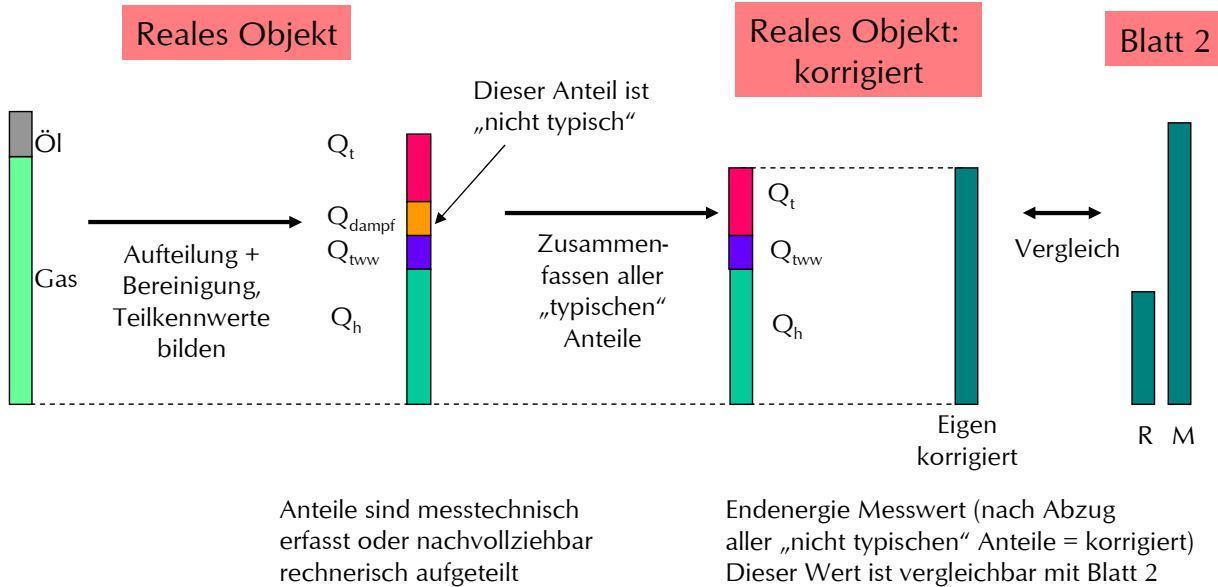 Reales Objekt
Reales Objekt:
korrigiert
Blatt 2
Dieser Anteil ist
„nicht typisch“
Öl
Gas
Aufteilung +
Bereinigung,
Teilkennwerte
bilden
Qt
Qdampf
Qtww
Qh
Zusammen-
fassen aller
„typischen“
Anteile
Qt
Qtww
Qh
Eigen
korrigiert
Vergleich
R M
Anteile sind messtechnisch
erfasst oder nachvollziehbar
rechnerisch aufgeteilt
Endenergie Messwert (nach Abzug
aller „nicht typischen“ Anteile = korrigiert)
Dieser Wert ist vergleichbar mit Blatt 2